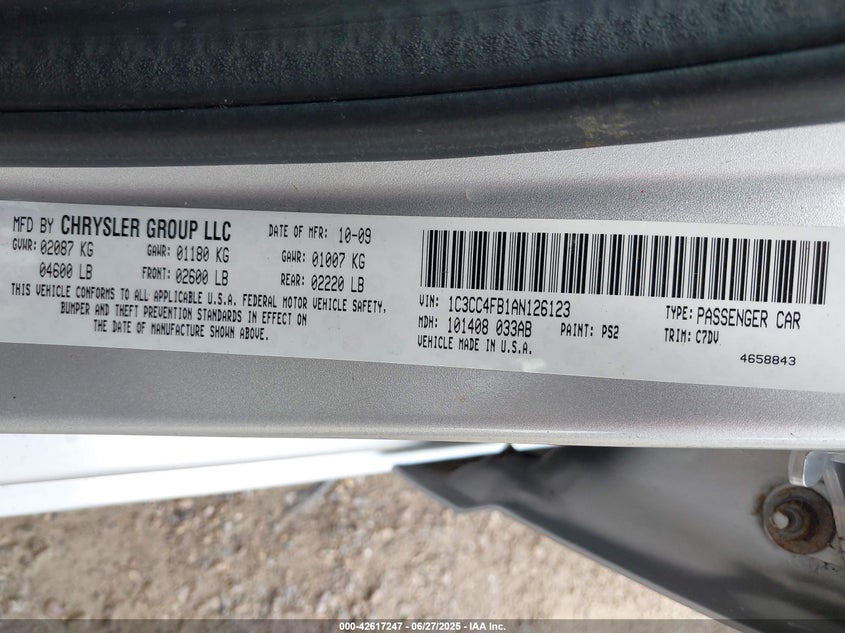 MFD BY CHRYSLER GROUP LLC DATE OF MFR: 10-09
GVWR: 02087 KG GAWR: 01180 KG GAWR: 01007 KG
04600 LB FRONT: 02600 LB REAR: 02220 LB
THIS VEHICLE CONFORMS TO ALL APPLICABLE U.S.A. FEDERAL MOTOR VEHICLE SAFETY,
BUMPER AND THEFT PREVENTION STANDARDS IN EFFECT ON
THE DATE OF MANUFACTURE SHOWN ABOVE.
VIN: 1C3CC4FB1AN126123 TYPE: PASSENGER CAR
MDH: 101408 033AB PAINT: PS2 TRIM: C7DV
VEHICLE MADE IN U.S.A.
4658843
000-42617247 - 06/27/2025 - IAA Inc.